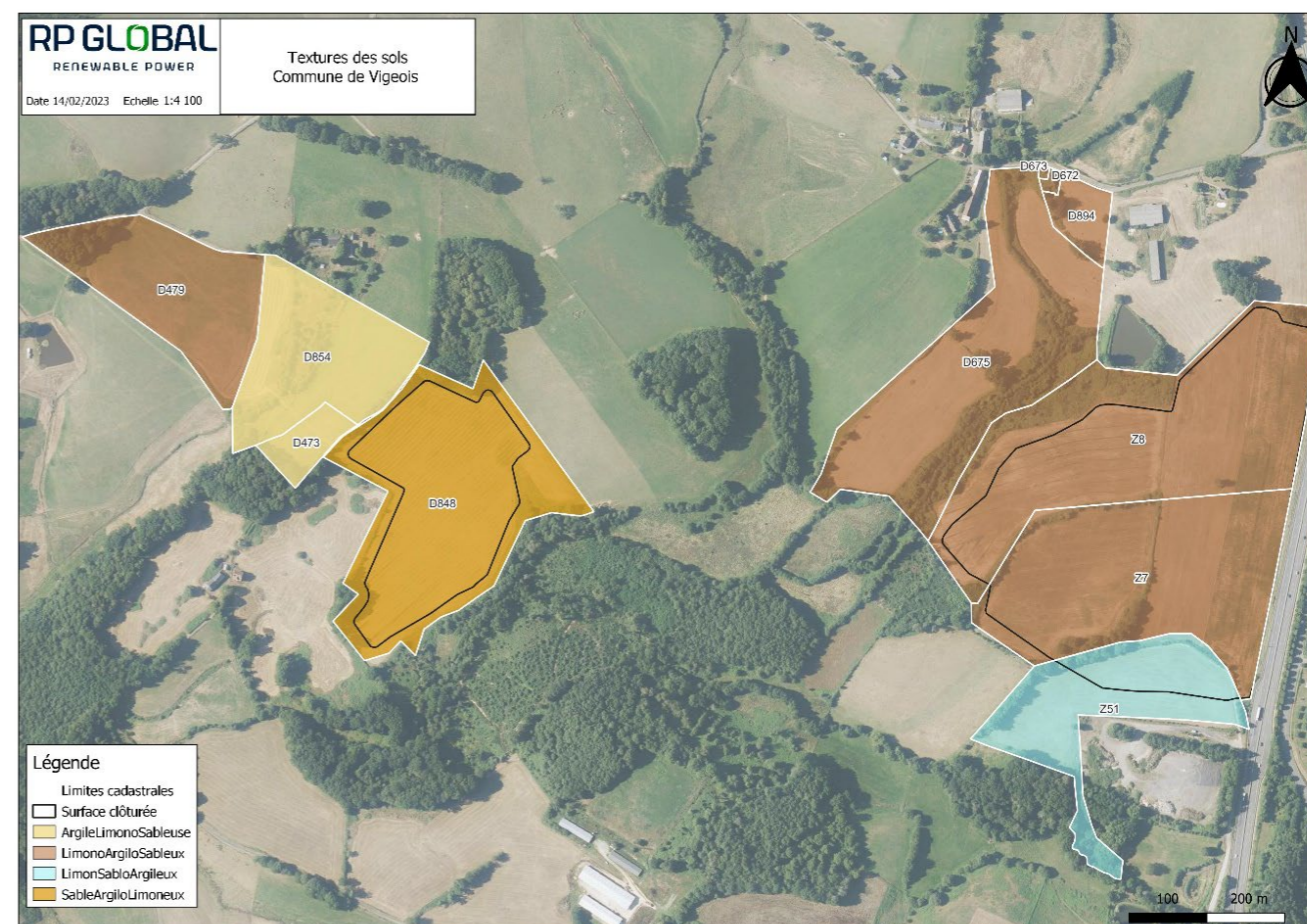 RP GLOBAL
RENEWABLE POWER
Date 14/02/2023 Echelle 1:4 100
Textures des sols
Commune de Vigeois
N
D673
D672
D894
D479
D854
D675
D473
Z8
D848
Z7
Z51
Légende
Limites cadastrales
Surface clôturée
ArgileLimonoSableuse
LimonoArgiloSableux
LimonSabloArgileux
SableArgiloLimoneux
100 200 m